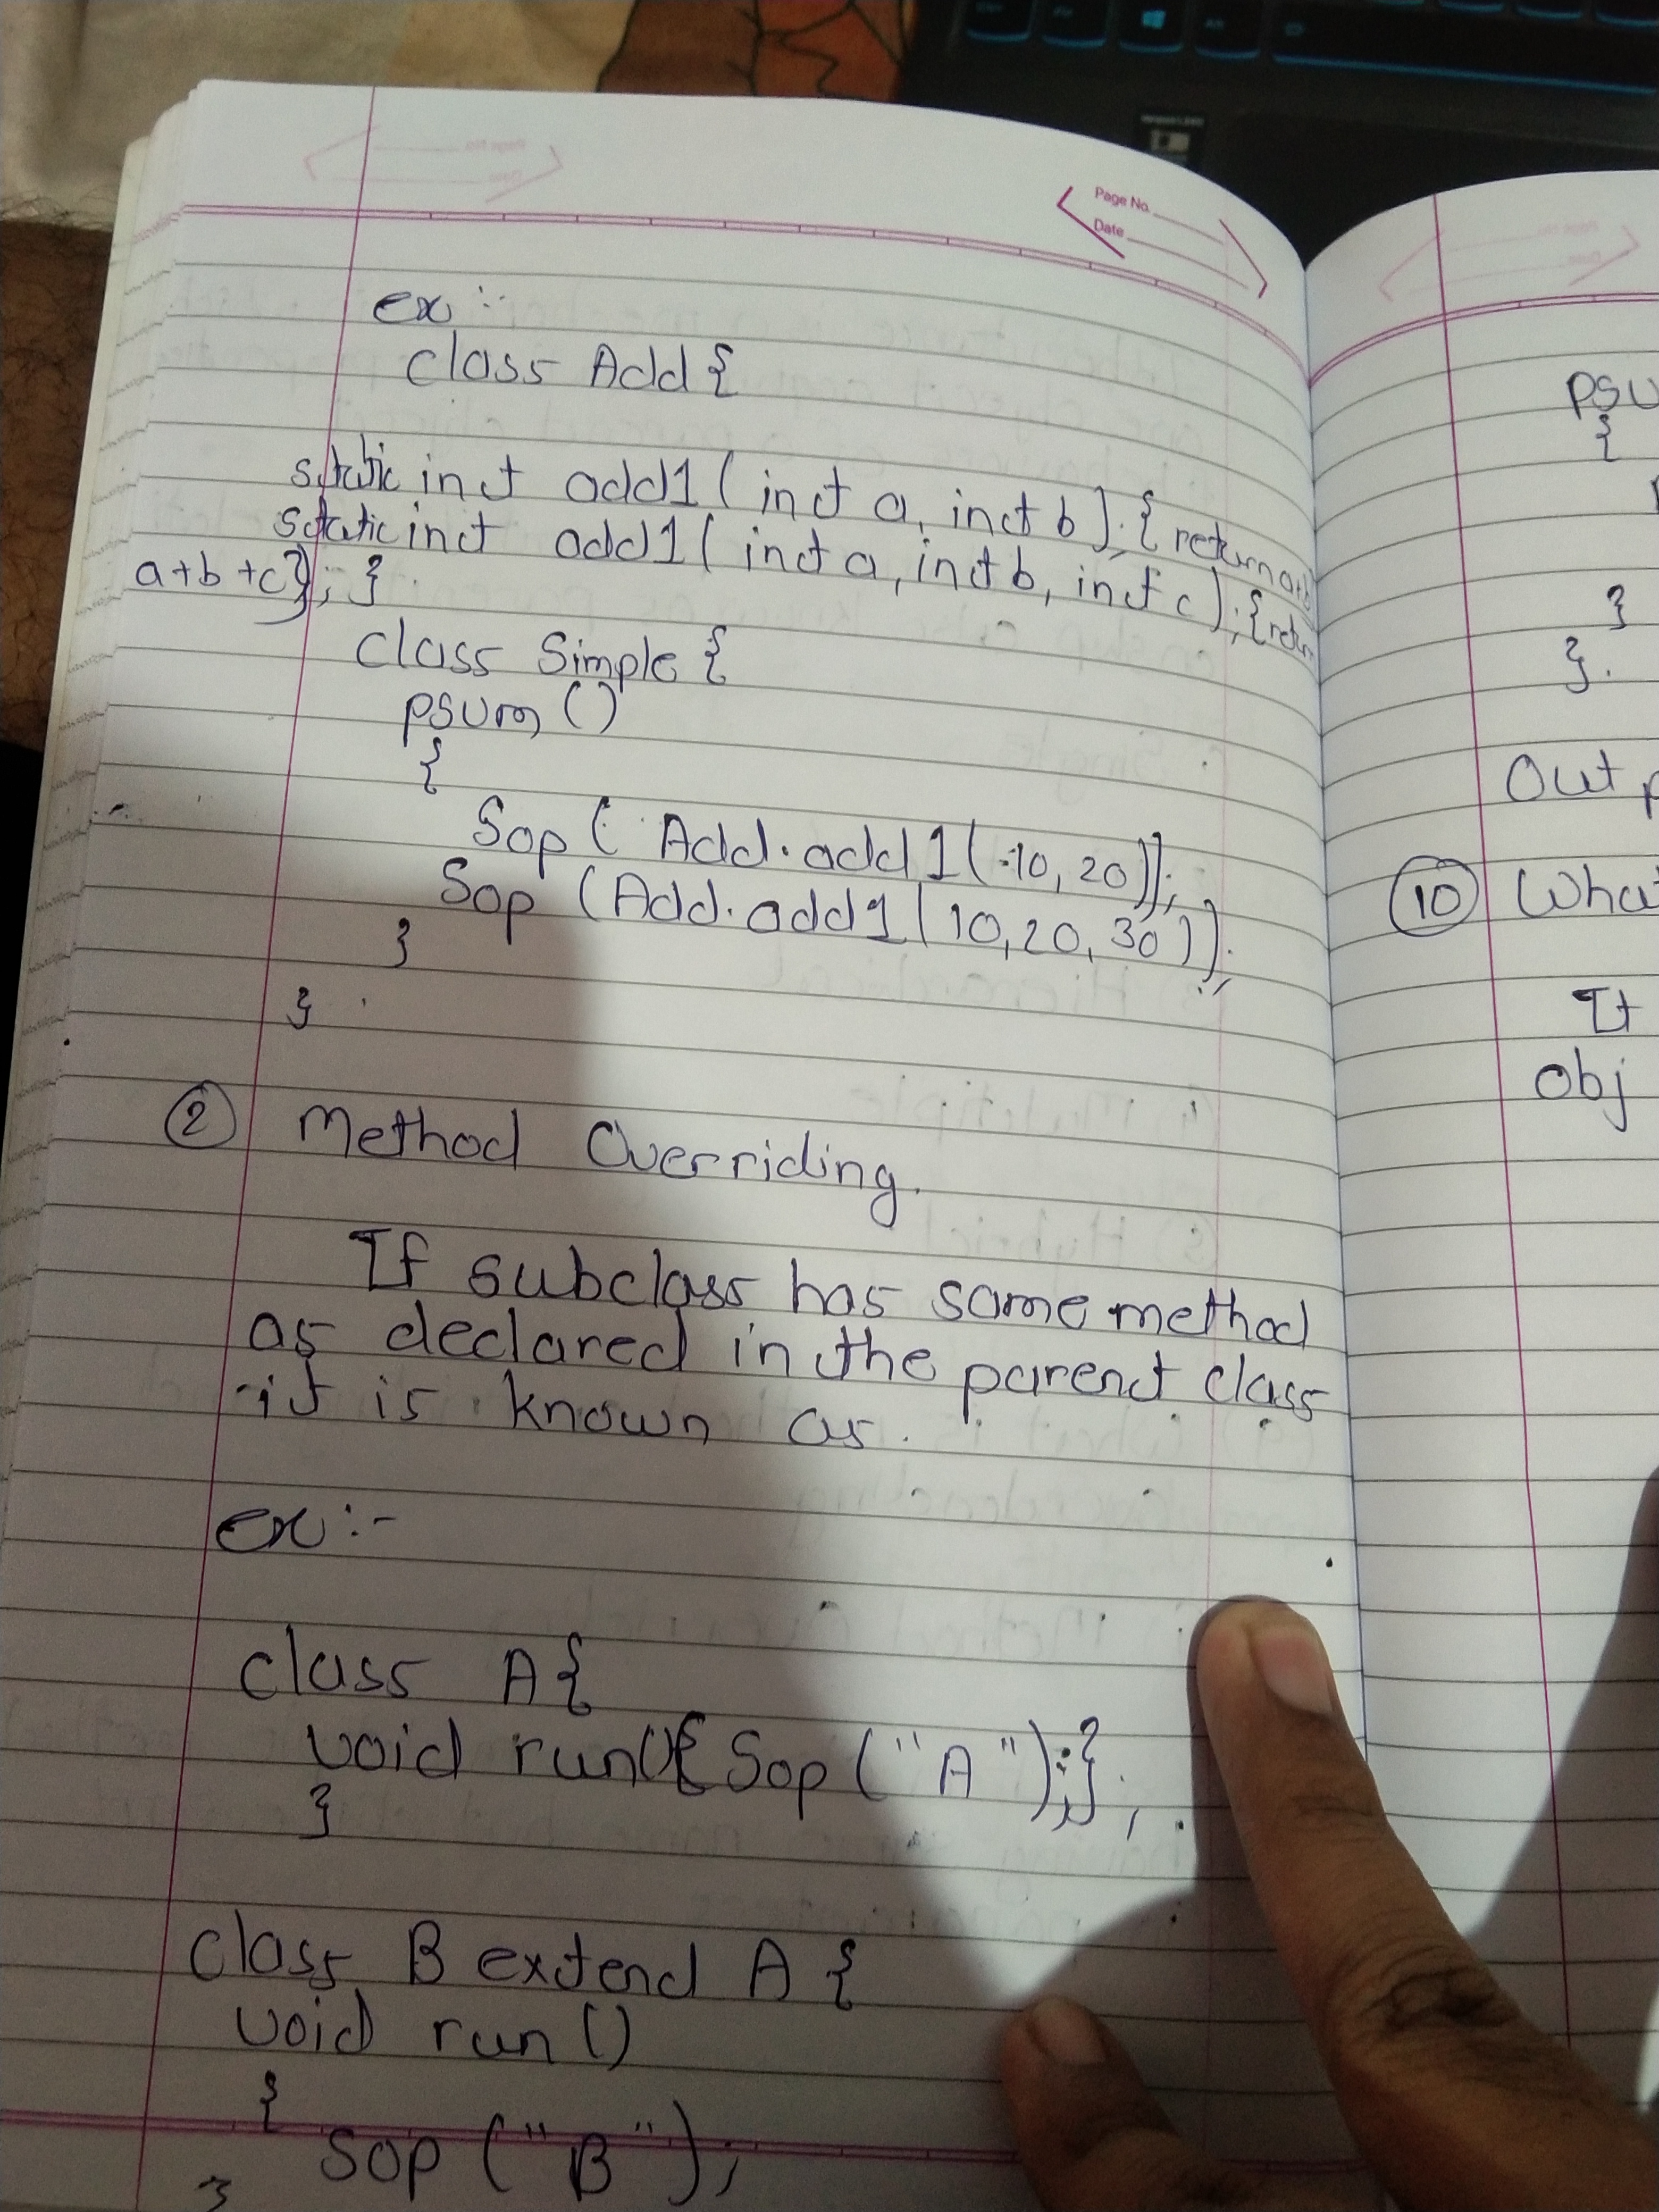 Page No.
Date
ex :-
class Add {
static int add1 ( int a, int b ); { return a+b
static int add1 ( int a, int b, int c ); { retur
a+b+c}; }
class Simple {
psvm ()
{
Sop ( Add.add1 ( 10, 20 ));
Sop ( Add.add1 ( 10, 20, 30 ));
}
}
② Method Overriding.
If subclass has same method
as declared in the parent class
it is known as.
ex :-
class A {
void run(){ Sop ( "A" );};
}
class B extend A {
void run ()
{
Sop ( "B" );
}
psv
{
}
}.
Out p
⑩ What
It
Obj